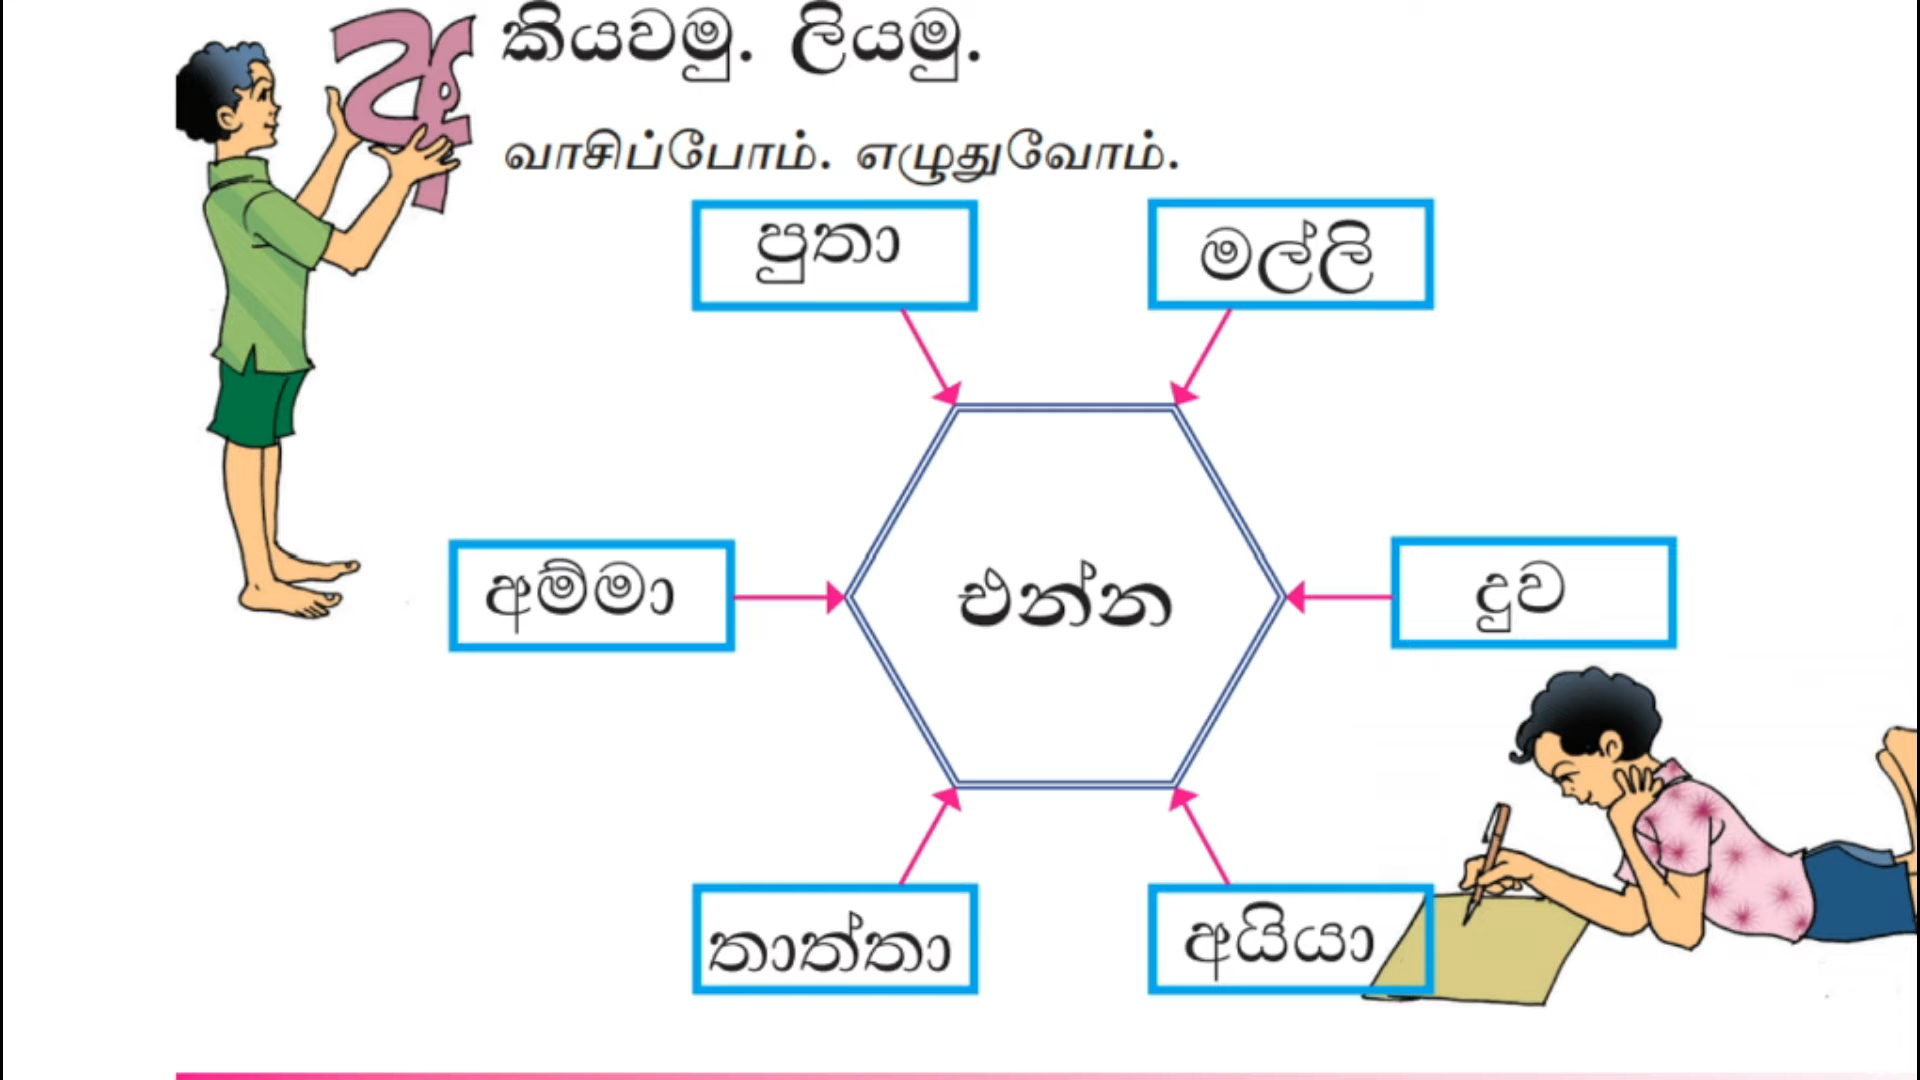 අ
කියවමු. ලියමු.
வாசிப்போம். எழுதுவோம்.
පුතා
මල්ලි
අම්මා
එන්න
දුව
තාත්තා
අයියා